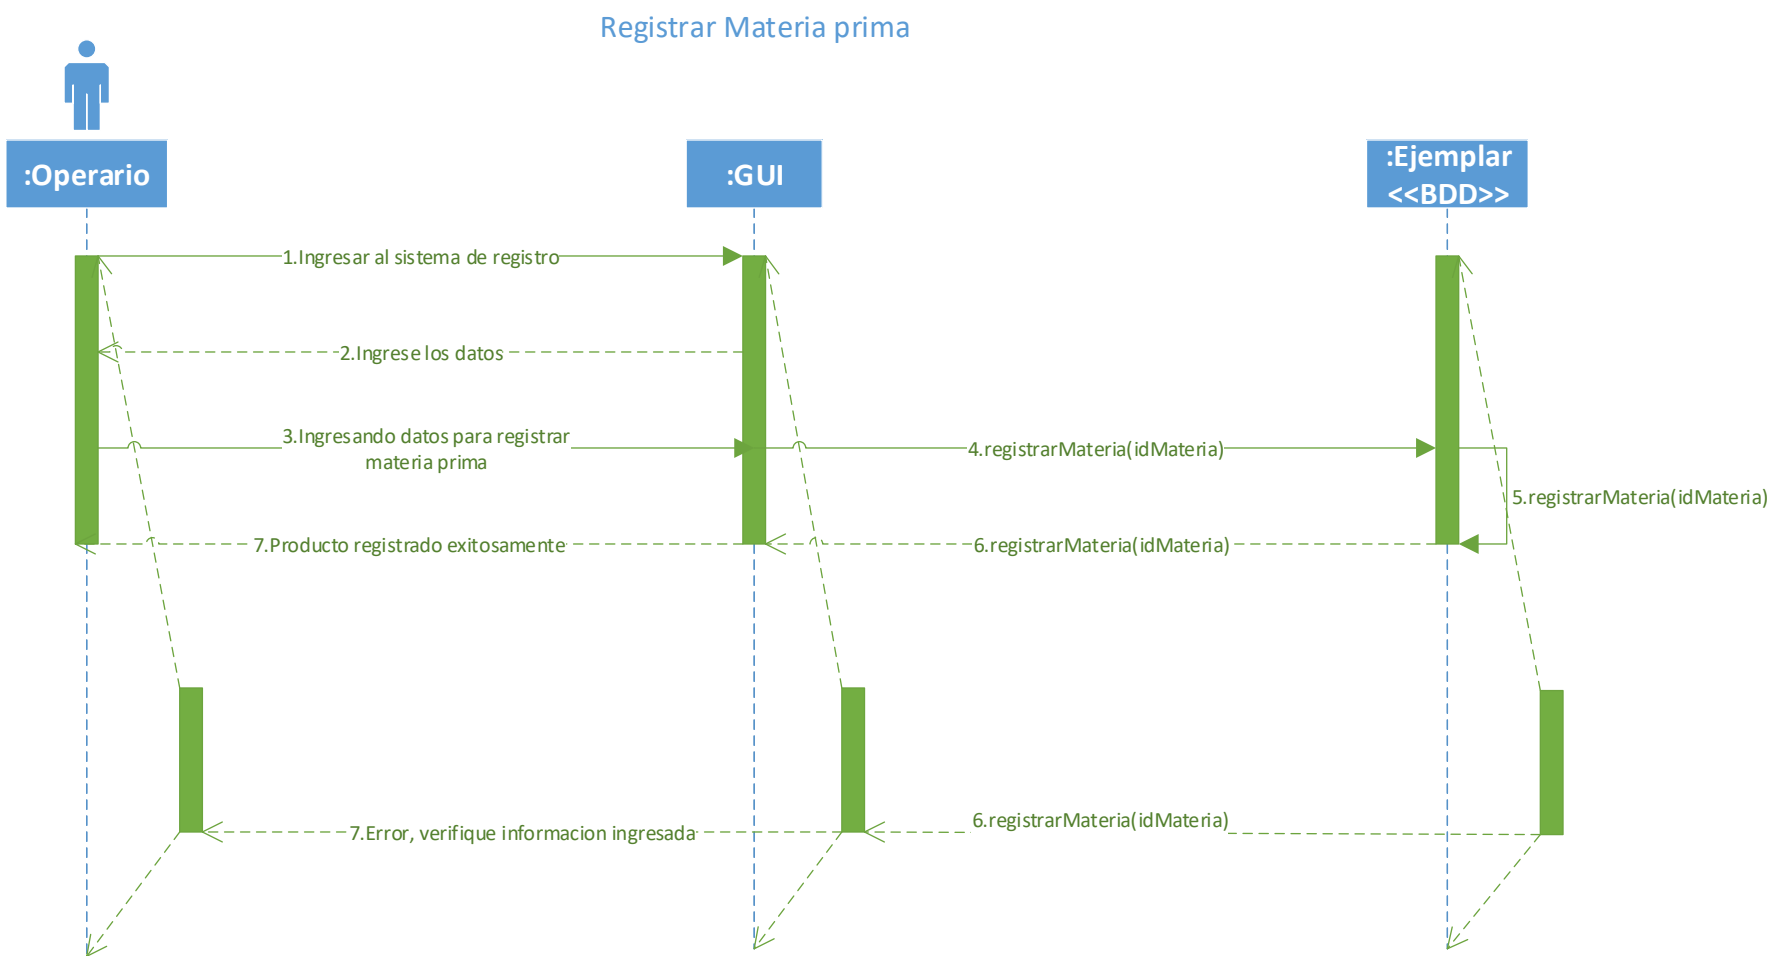 Registrar Materia prima
:Operario
:GUI
:Ejemplar
<<BDD>>
1.Ingresar al sistema de registro
2.Ingrese los datos
3.Ingresando datos para registrar
materia prima
4.registrarMateria(idMateria)
5.registrarMateria(idMateria)
7.Producto registrado exitosamente
6.registrarMateria(idMateria)
7.Error, verifique informacion ingresada
6.registrarMateria(idMateria)